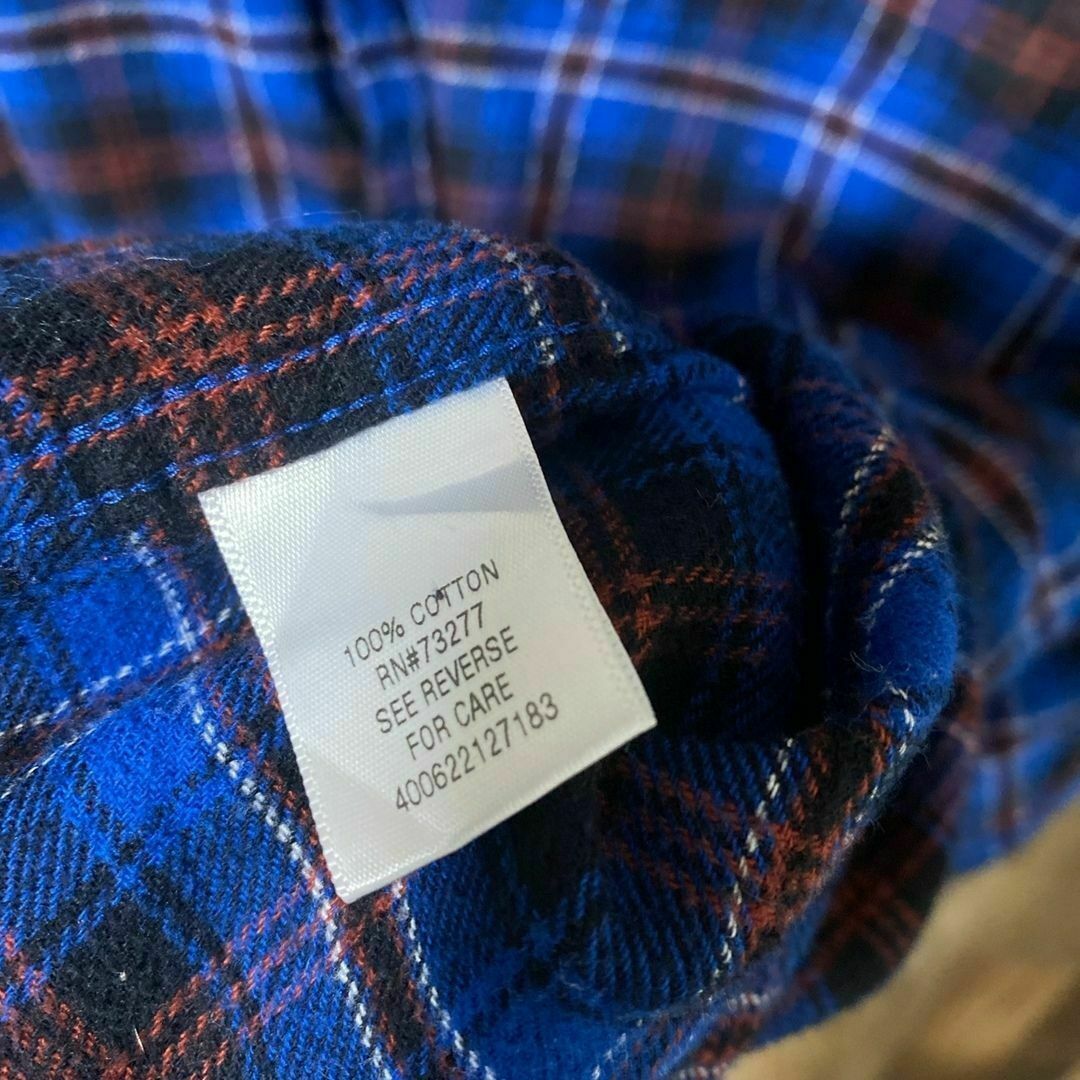 100% COTTON
RN#73277
SEE REVERSE
FOR CARE
400622127183